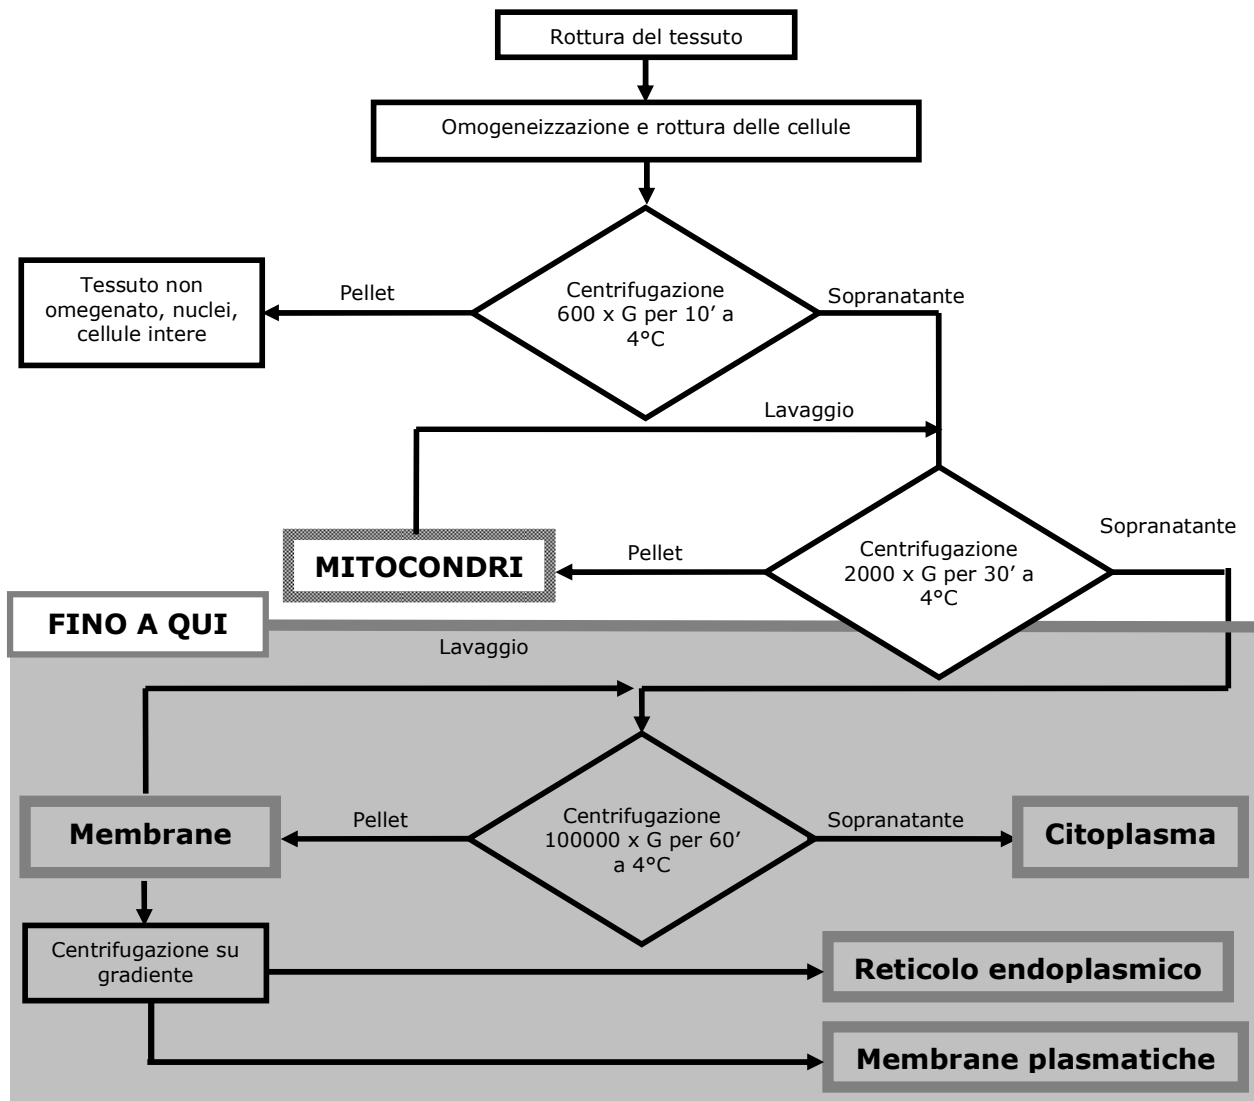 Rottura del tessuto
Omogeneizzazione e rottura delle cellule
Tessuto non
omegenato, nuclei,
cellule intere
Pellet
Centrifugazione
600 x G per 10’ a
4°C
Sopranatante
Lavaggio
MITOCONDRI
Pellet
Centrifugazione
2000 x G per 30’ a
4°C
Sopranatante
FINO A QUI
Lavaggio
Membrane
Pellet
Centrifugazione
100000 x G per 60’
a 4°C
Sopranatante
Citoplasma
Centrifugazione su
gradiente
Reticolo endoplasmico
Membrane plasmatiche